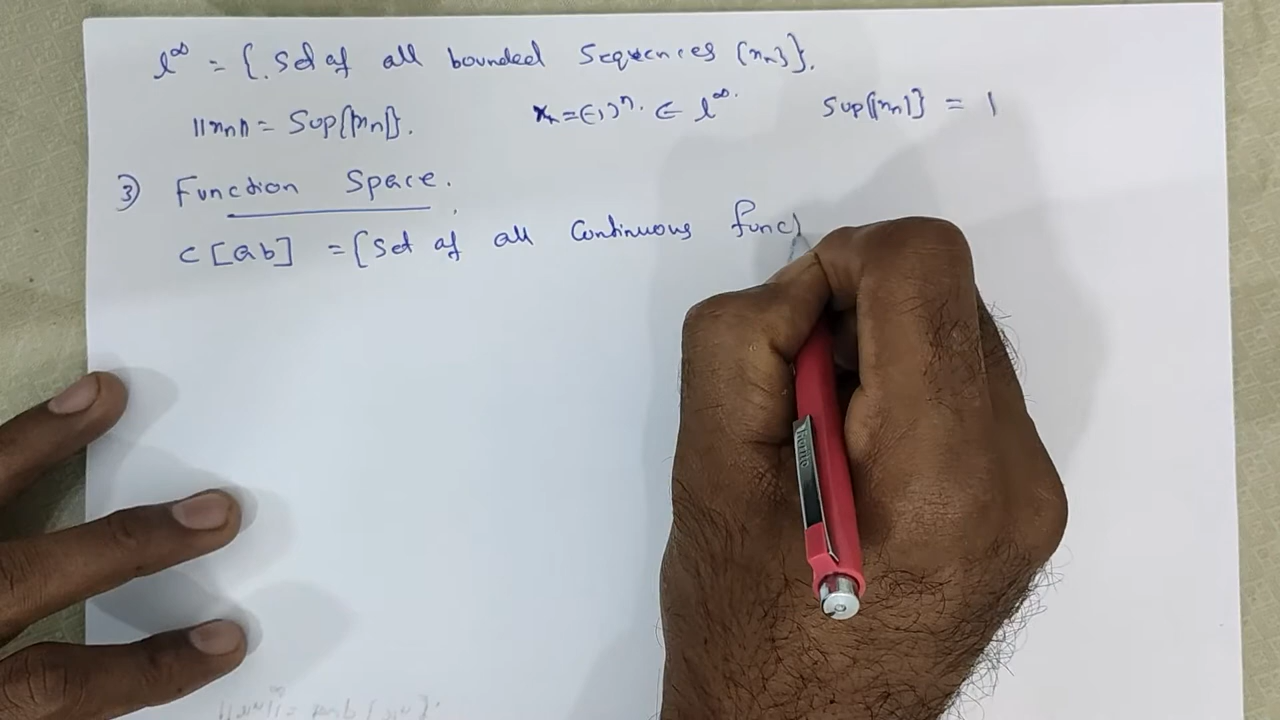 l^∞ = {. Set of all bounded Sequences {xn}}.
||xn|| = Sup{|xn|}. xn = (-1)^n. ∈ l^∞. Sup{|xn|} = 1
3) Function Space.
C [a b] = {Set of all Continuous func